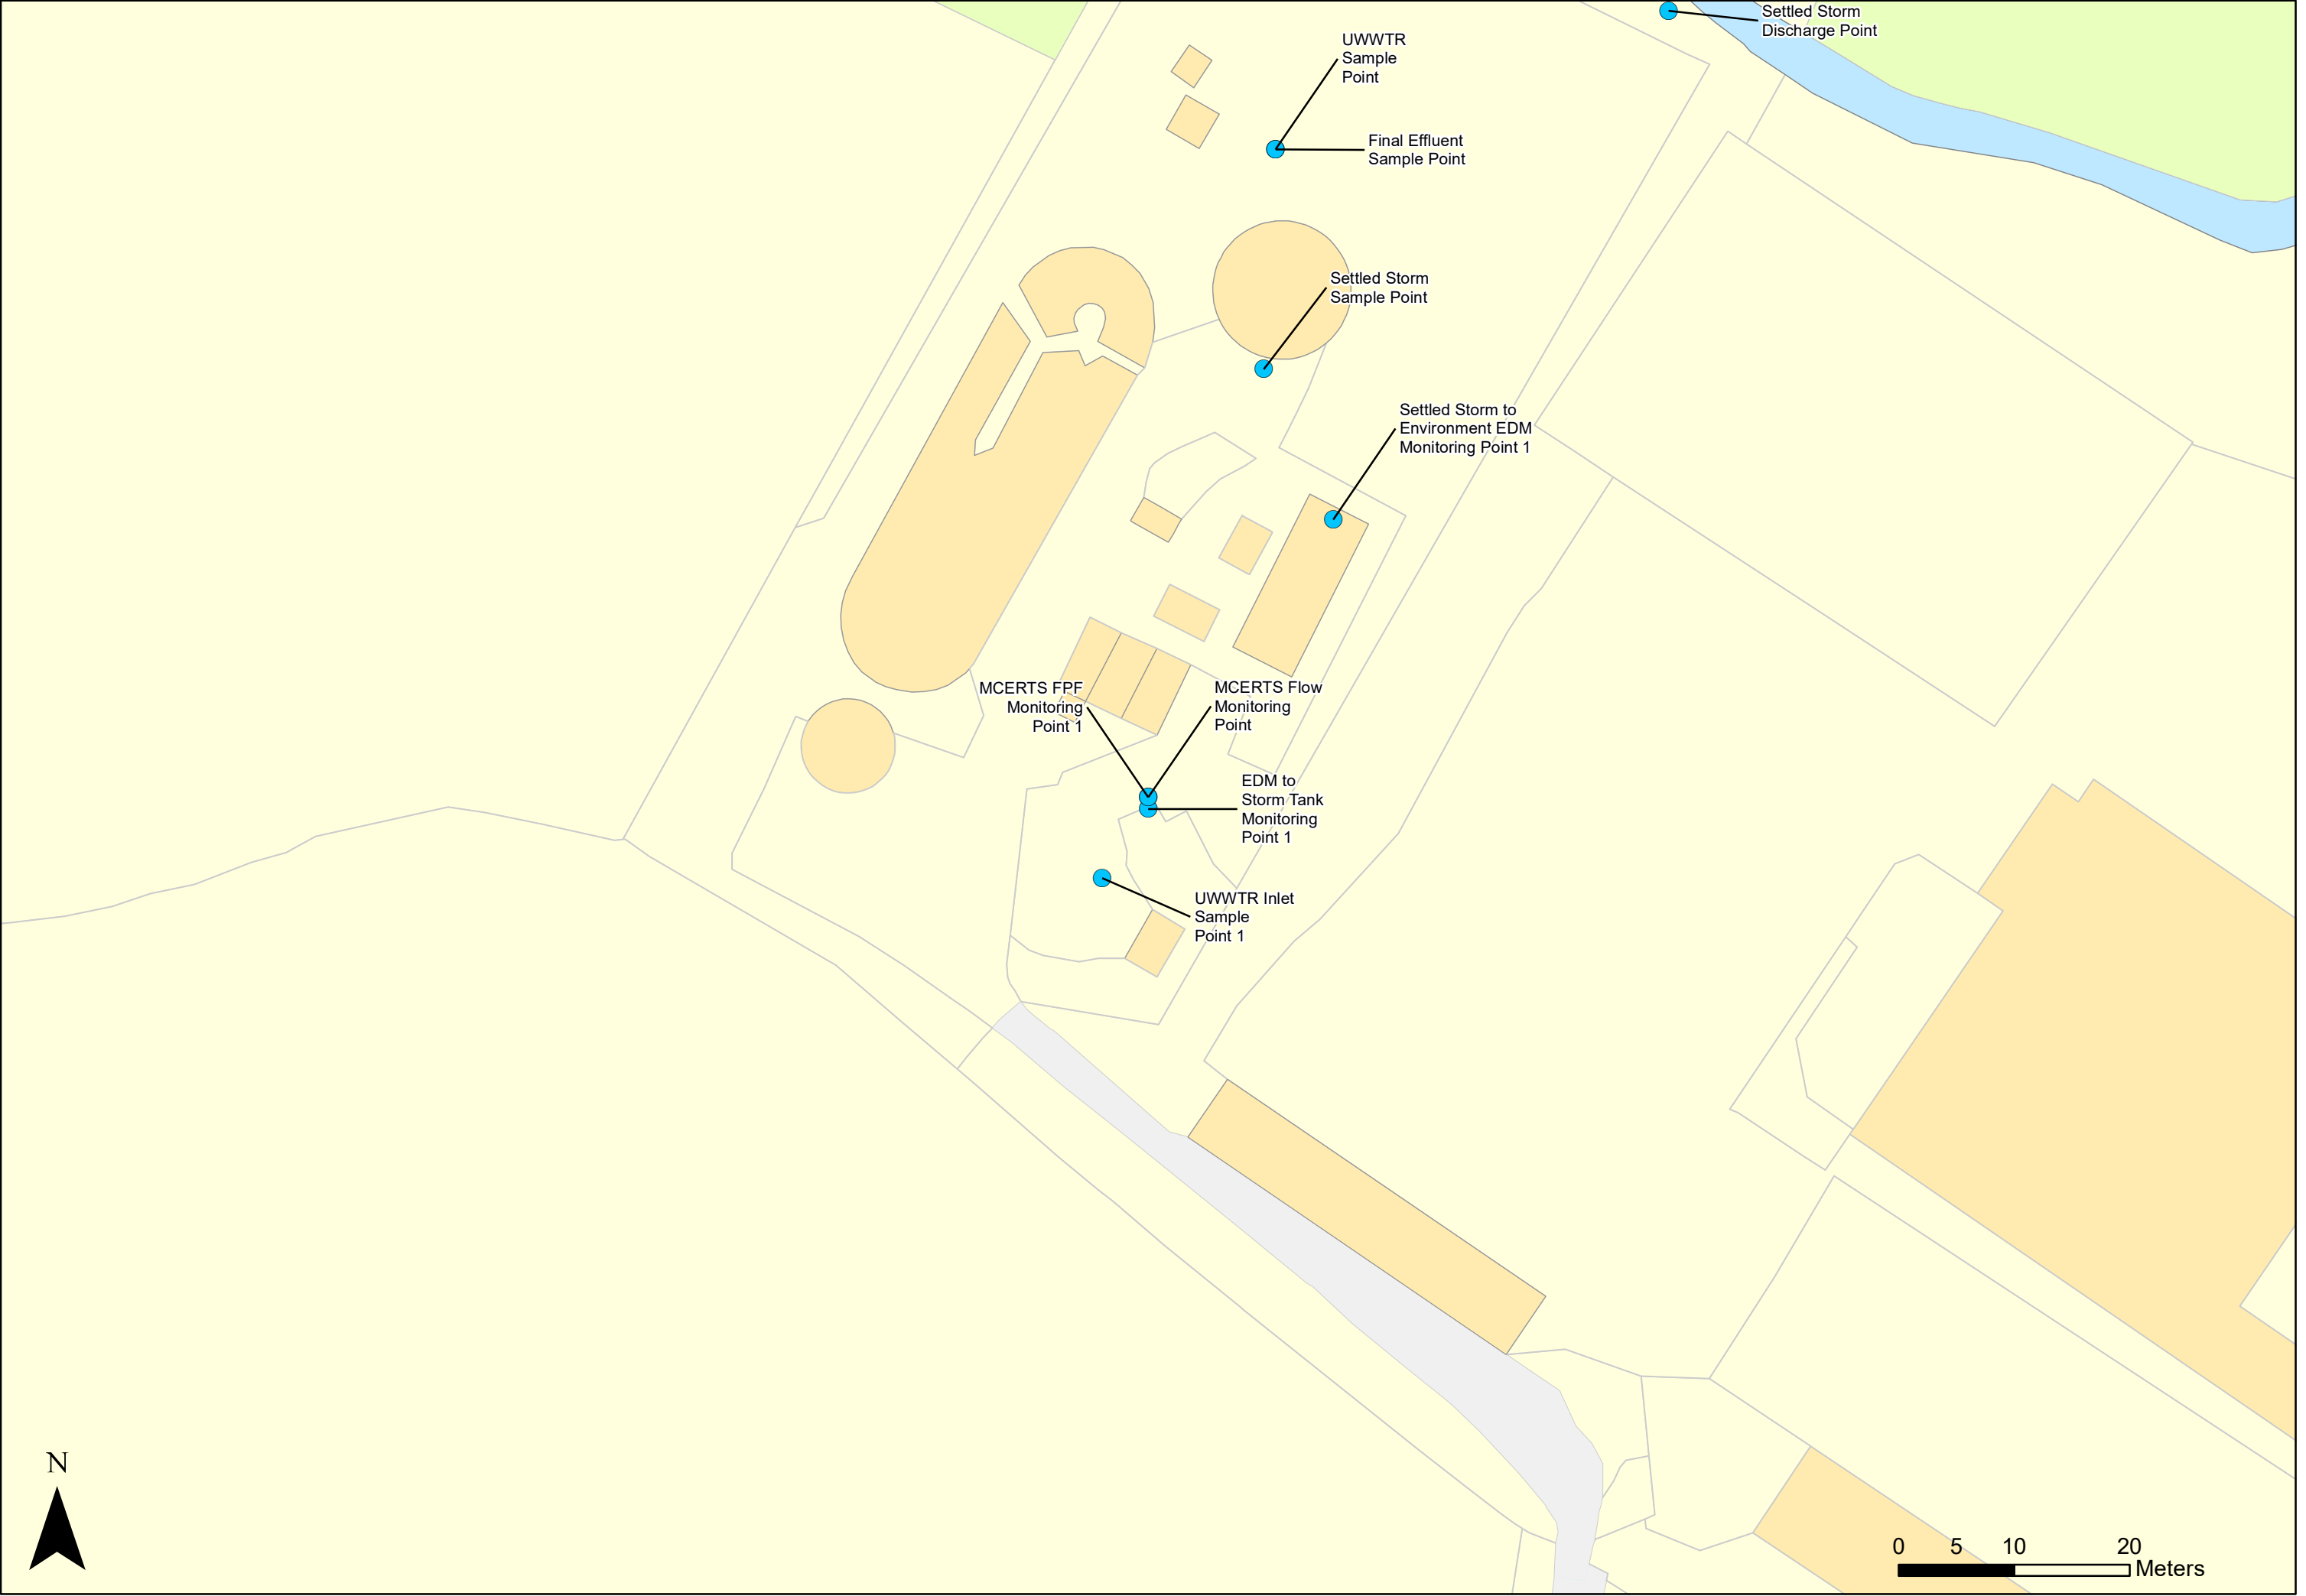 Settled Storm
Discharge Point
UWWTR
Sample
Point
Final Effluent
Sample Point
Settled Storm
Sample Point
Settled Storm to
Environment EDM
Monitoring Point 1
MCERTS FPF
Monitoring
Point 1
MCERTS Flow
Monitoring
Point
EDM to
Storm Tank
Monitoring
Point 1
UWWTR Inlet
Sample
Point 1
N
0 5 10 20
Meters